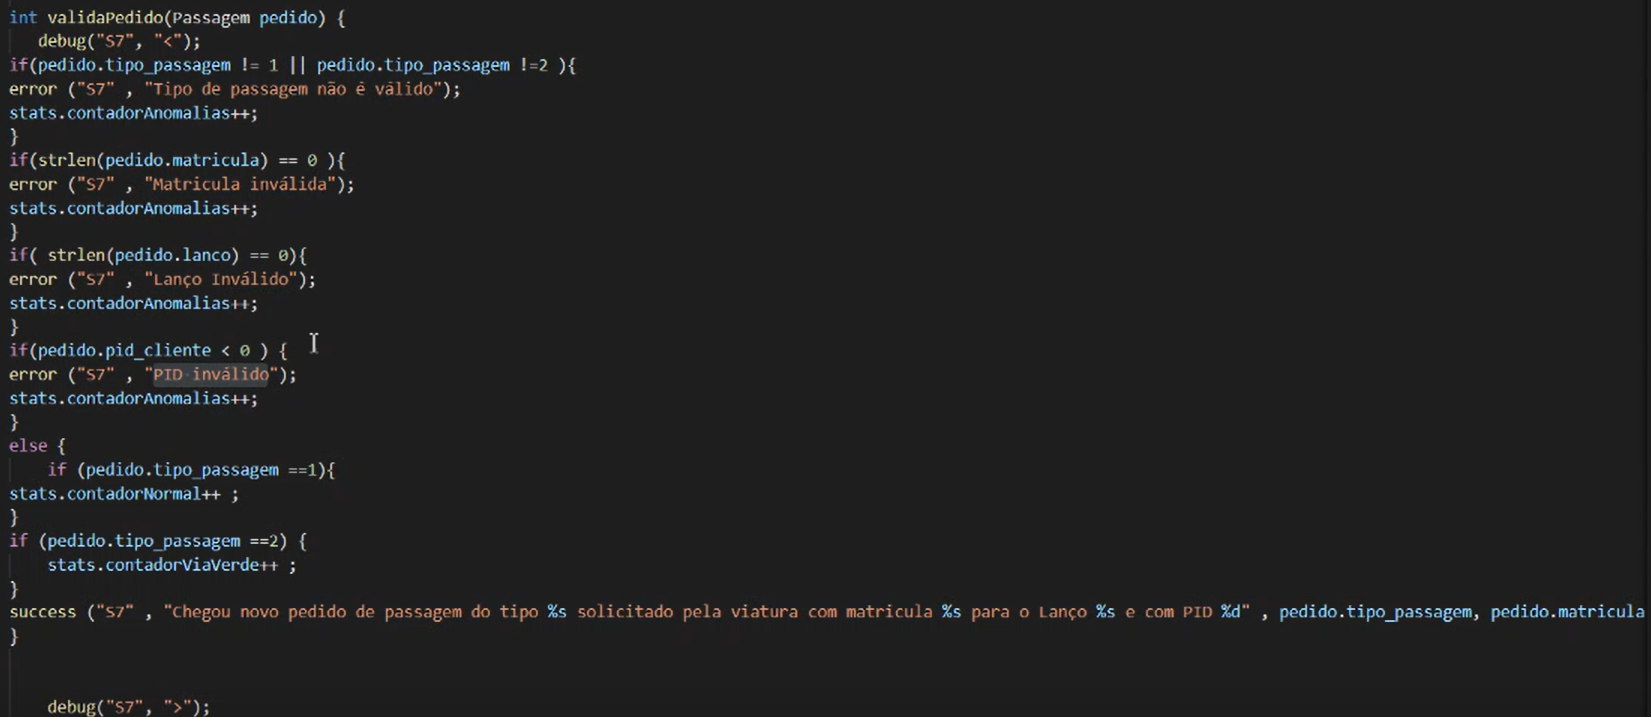 int validaPedido(Passagem pedido) {
debug("S7", "<");
if(pedido.tipo_passagem != 1 || pedido.tipo_passagem !=2 ){
error ("S7" , "Tipo de passagem não é válido");
stats.contadorAnomalias++;
}
if(strlen(pedido.matricula) == 0 ){
error ("S7" , "Matricula inválida");
stats.contadorAnomalias++;
}
if( strlen(pedido.lanco) == 0){
error ("S7" , "Lanço Inválido");
stats.contadorAnomalias++;
}
if(pedido.pid_cliente < 0 ) {
error ("S7" , "PID inválido");
stats.contadorAnomalias++;
}
else {
if (pedido.tipo_passagem ==1){
stats.contadorNormal++ ;
}
if (pedido.tipo_passagem ==2) {
stats.contadorViaVerde++ ;
}
success ("S7" , "Chegou novo pedido de passagem do tipo %s solicitado pela viatura com matricula %s para o Lanço %s e com PID %d" , pedido.tipo_passagem, pedido.matricula
}
debug("S7", ">");